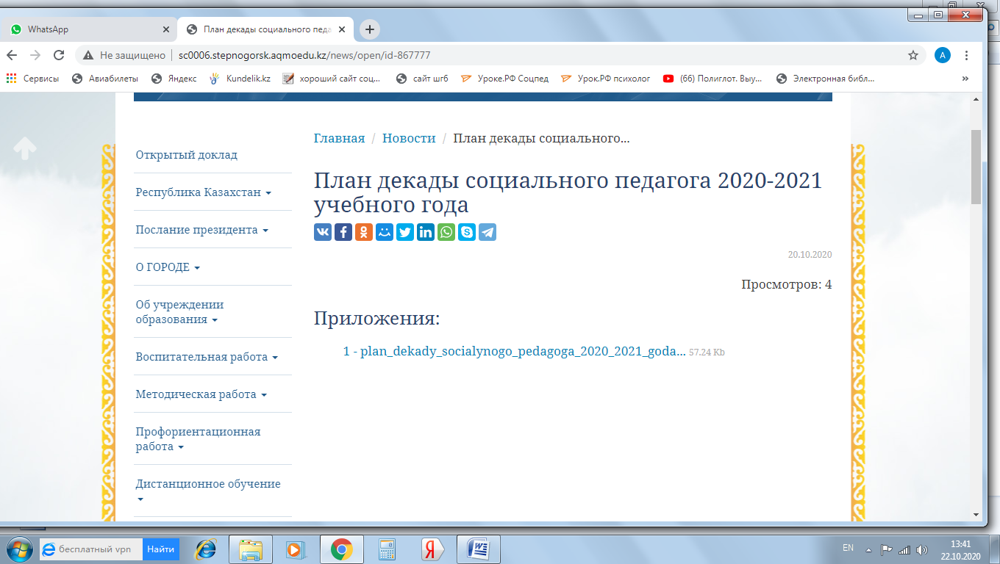 WhatsApp
План декады социального педа
Не защищено
sc0006.stepnogorsk.aqmoedu.kz/news/open/id-867777
А
Сервисы
Авиабилеты
Яндекс
Kundelik.kz
хороший сайт соц...
сайт шгб
Уроке.РФ Соцпед
Урок.РФ психолог
(66) Полиглот. Выу...
Электронная библ...
»
Главная / Новости / План декады социального...
Открытый доклад
Республика Казахстан
Послание президента
О ГОРОДЕ
Об учреждении
образования
Воспитательная работа
Методическая работа
Профориентационная
работа
Дистанционное обучение
План декады социального педагога 2020-2021
учебного года
20.10.2020
Просмотров: 4
Приложения:
1 - plan_dekady_socialynogo_pedagoga_2020_2021_goda... 57.24 Kb
бесплатный vpn
Найти
EN
13:41
22.10.2020